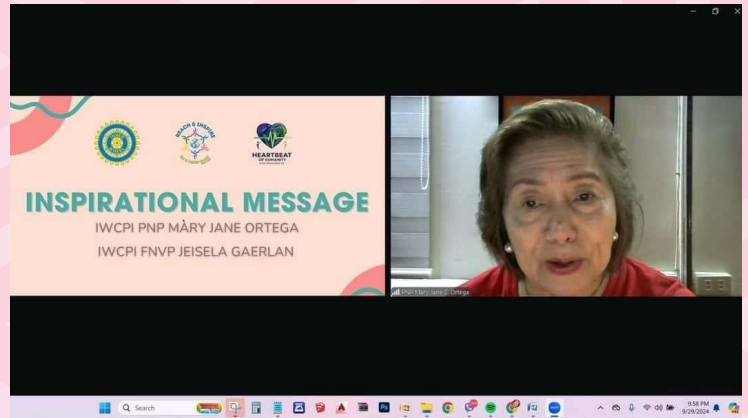 REACH & INSPIRE
HEARTBEAT
OF HUMANITY
INSPIRATIONAL MESSAGE
IWCPI PNP MÀRY JANE ORTEGA
IWCPI FNVP JEISELA GAERLAN
PNP Mary Jane C. Ortega
Search
9:58 PM
9/29/2024